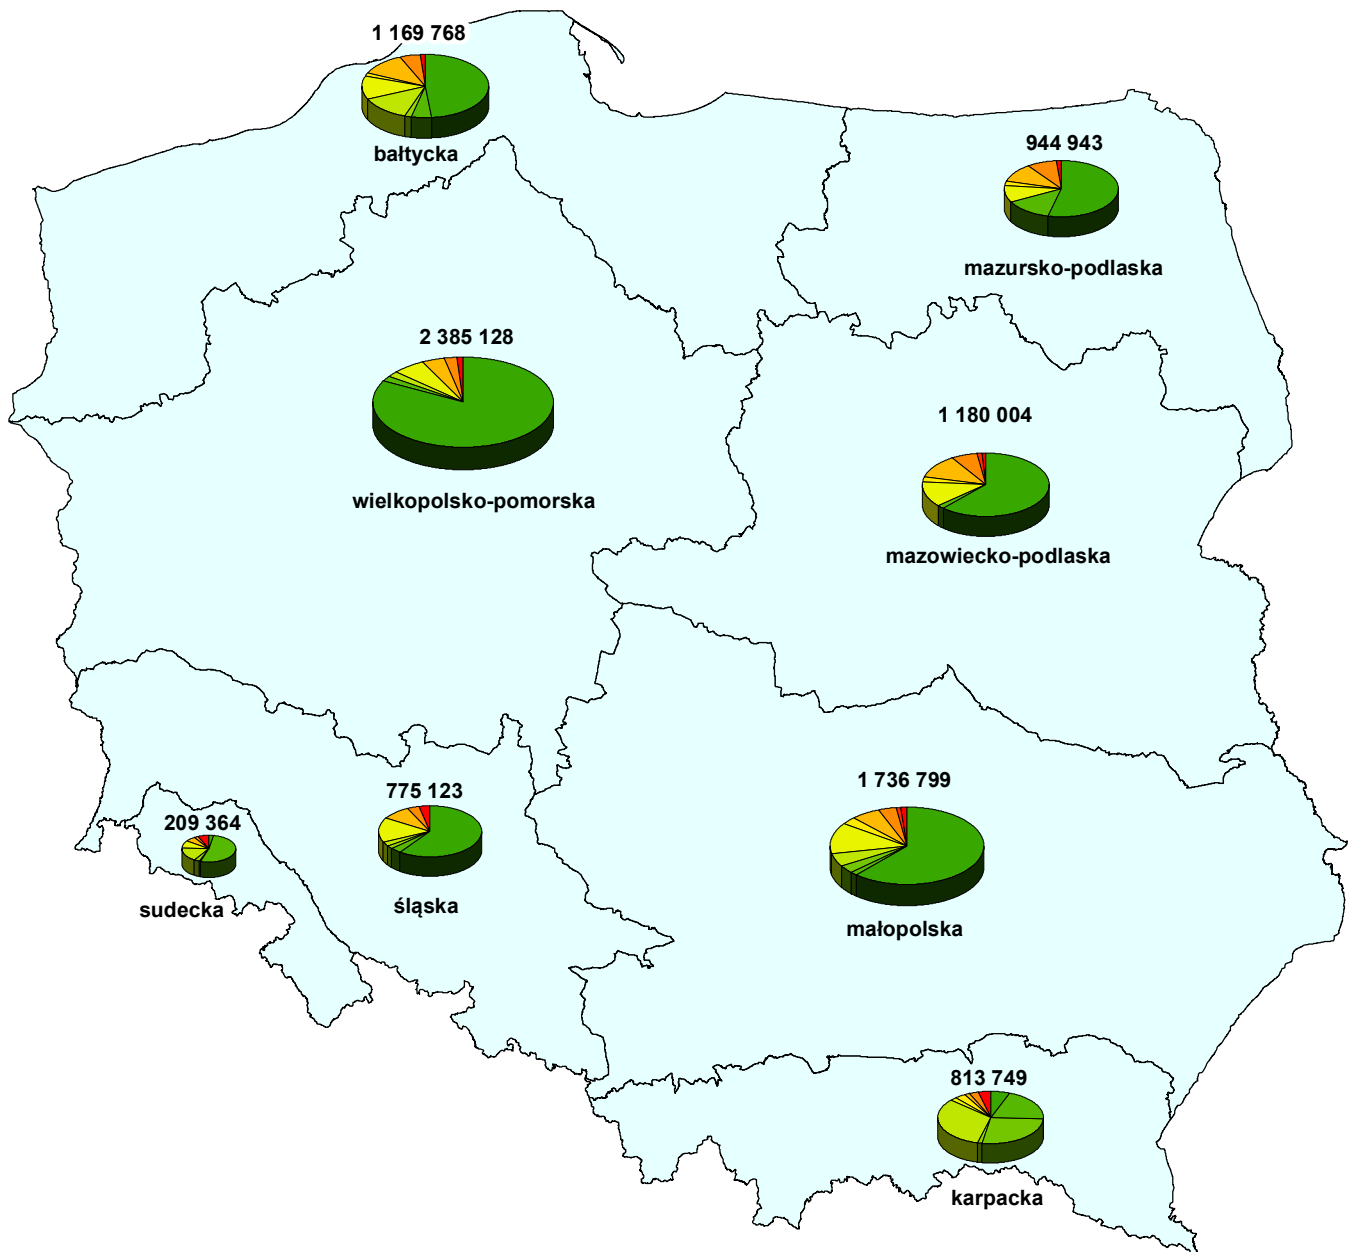 1 169 768
bałtycka
944 943
mazursko-podlaska
2 385 128
wielkopolsko-pomorska
1 180 004
mazowiecko-podlaska
775 123
śląska
209 364
sudecka
1 736 799
małopolska
813 749
karpacka